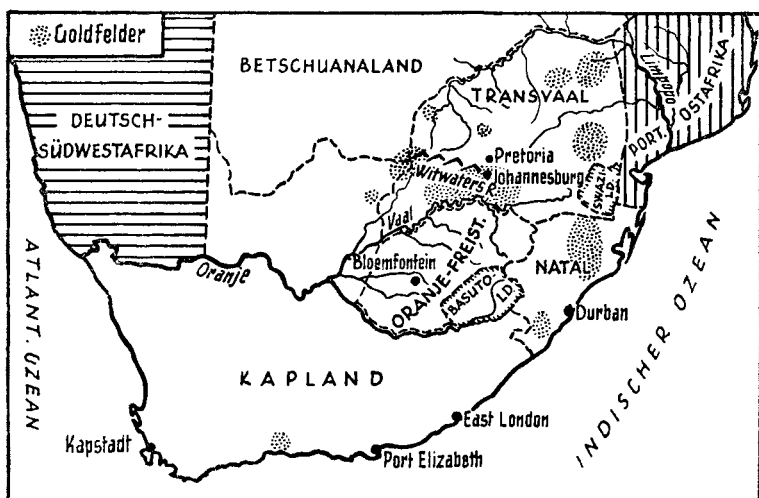 Goldfelder
BETSCHUANALAND
TRANSVAAL
Limpopo
PORT.
OSTAFRIKA
DEUTSCH-
SÜDWESTAFRIKA
Pretoria
Johannesburg
Witwatersr.
SWAZI
LD.
Vaal
Oranje
Bloemfontein
ORANJE-FREIST.
BASUTO-
LD.
NATAL
Durban
ATLANT. OZEAN
INDISCHER OZEAN
KAPLAND
East London
Kapstadt
Port Elizabeth